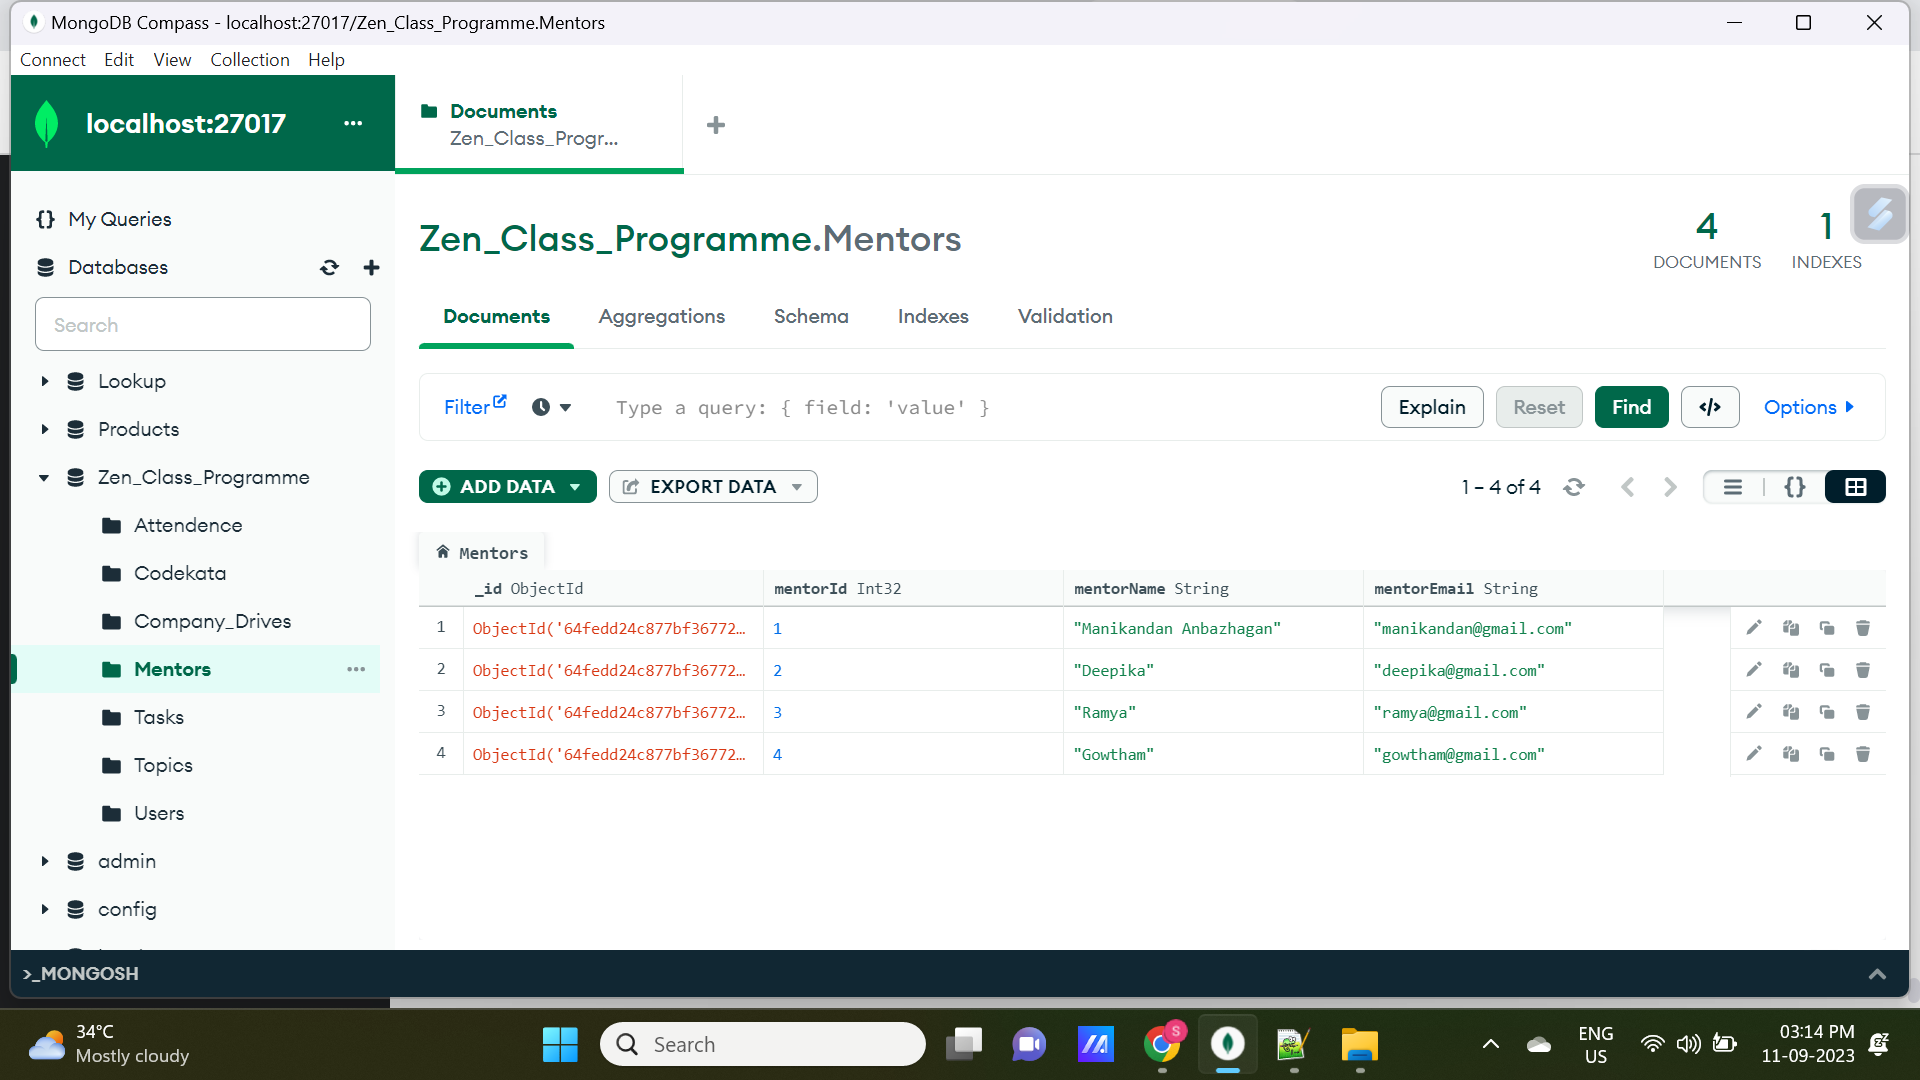 MongoDB Compass - localhost:27017/Zen_Class_Programme.Mentors
Connect Edit View Collection Help
localhost:27017
Documents
Zen_Class_Progr...
My Queries
Databases
Search
Lookup
Products
Zen_Class_Programme
Attendence
Codekata
Company_Drives
Mentors
Tasks
Topics
Users
admin
config
Zen_Class_Programme.Mentors
4
DOCUMENTS
1
INDEXES
Documents Aggregations Schema Indexes Validation
Filter Type a query: { field: 'value' } Explain Reset Find </> Options
ADD DATA EXPORT DATA 1 – 4 of 4 {}
Mentors
_id ObjectId mentorId Int32 mentorName String mentorEmail String
1 ObjectId('64fedd24c877bf36772… 1 "Manikandan Anbazhagan" "manikandan@gmail.com"
2 ObjectId('64fedd24c877bf36772… 2 "Deepika" "deepika@gmail.com"
3 ObjectId('64fedd24c877bf36772… 3 "Ramya" "ramya@gmail.com"
4 ObjectId('64fedd24c877bf36772… 4 "Gowtham" "gowtham@gmail.com"
>_MONGOSH
34°C
Mostly cloudy
Search
S
ENG
US
03:14 PM
11-09-2023